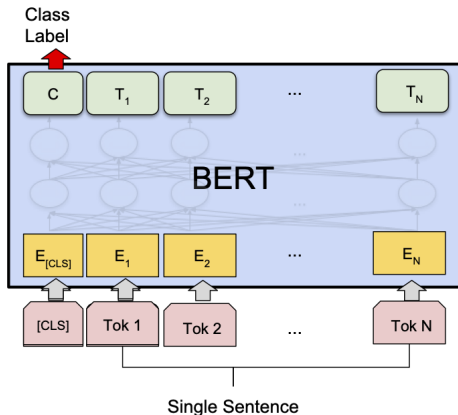 Class
Label
C T1 T2 ... TN
...
BERT
...
E[CLS] E1 E2 ... EN
[CLS] Tok 1 Tok 2 ... Tok N
Single Sentence